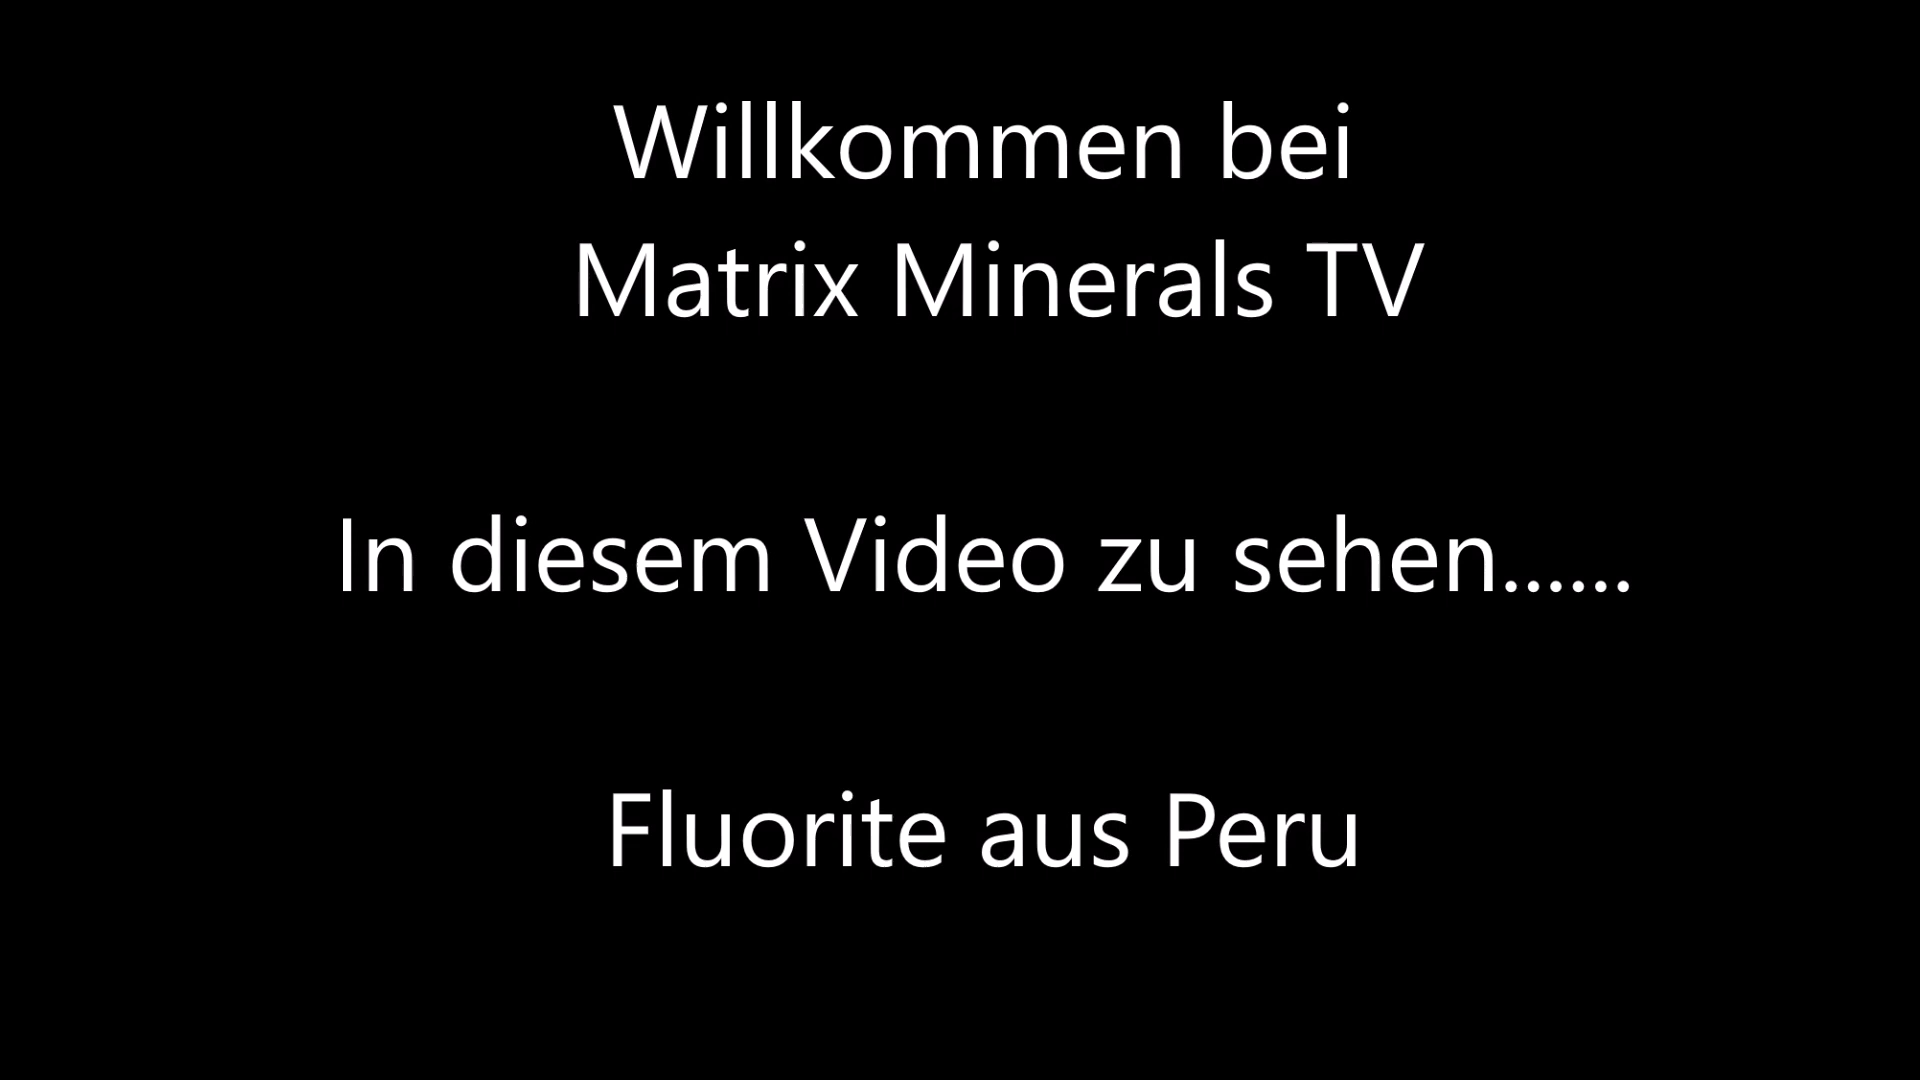 Willkommen bei
Matrix Minerals TV
In diesem Video zu sehen......
Fluorite aus Peru